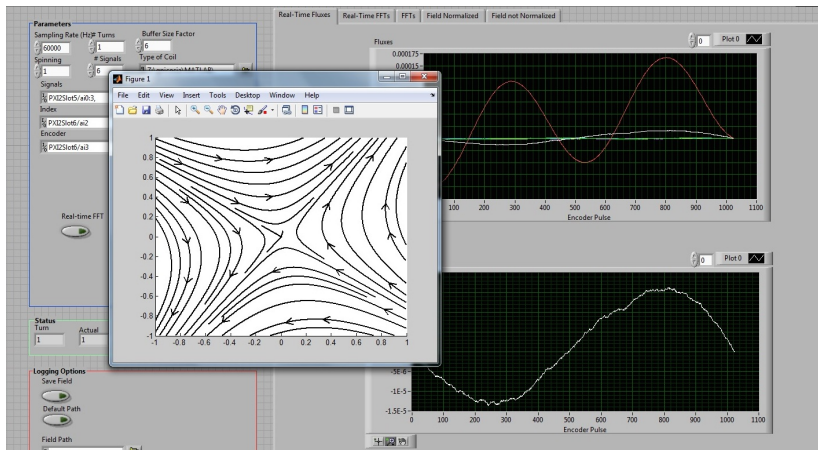 Real-Time Fluxes
Real-Time FFTs
FFTs
Field Normalized
Field not Normalized
Parameters
Sampling Rate (Hz)
# Turns
Buffer Size Factor
60000
1
6
Spinning
# Signals
Type of Coil
1
6
Signals
PXI2Slot5/ai0:3,
Index
PXI2Slot6/ai2
Encoder
PXI2Slot6/ai3
Real-time FFT
Status
Turn
Actual
1
1
Logging Options
Save Field
Default Path
Field Path
Figure 1
File Edit View Insert Tools Desktop Window Help
1
0.8
0.6
0.4
0.2
0
-0.2
-0.4
-0.6
-0.8
-1
-1 -0.8 -0.6 -0.4 -0.2 0 0.2 0.4 0.6 0.8 1
Fluxes
0
Plot 0
0.000175
0.00015
100 200 300 400 500 600 700 800 900 1000 1100
Encoder Pulse
0
Plot 0
-5E-6
-1E-5
-1.5E-5
0 100 200 300 400 500 600 700 800 900 1000 1100
Encoder Pulse